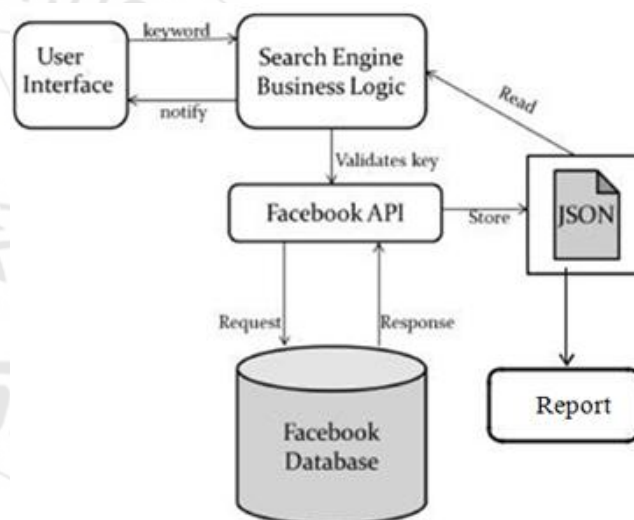 keyword
User
Interface
Search Engine
Business Logic
notify
Read
Validates key
Facebook API
Store
JSON
Request
Response
Facebook
Database
Report